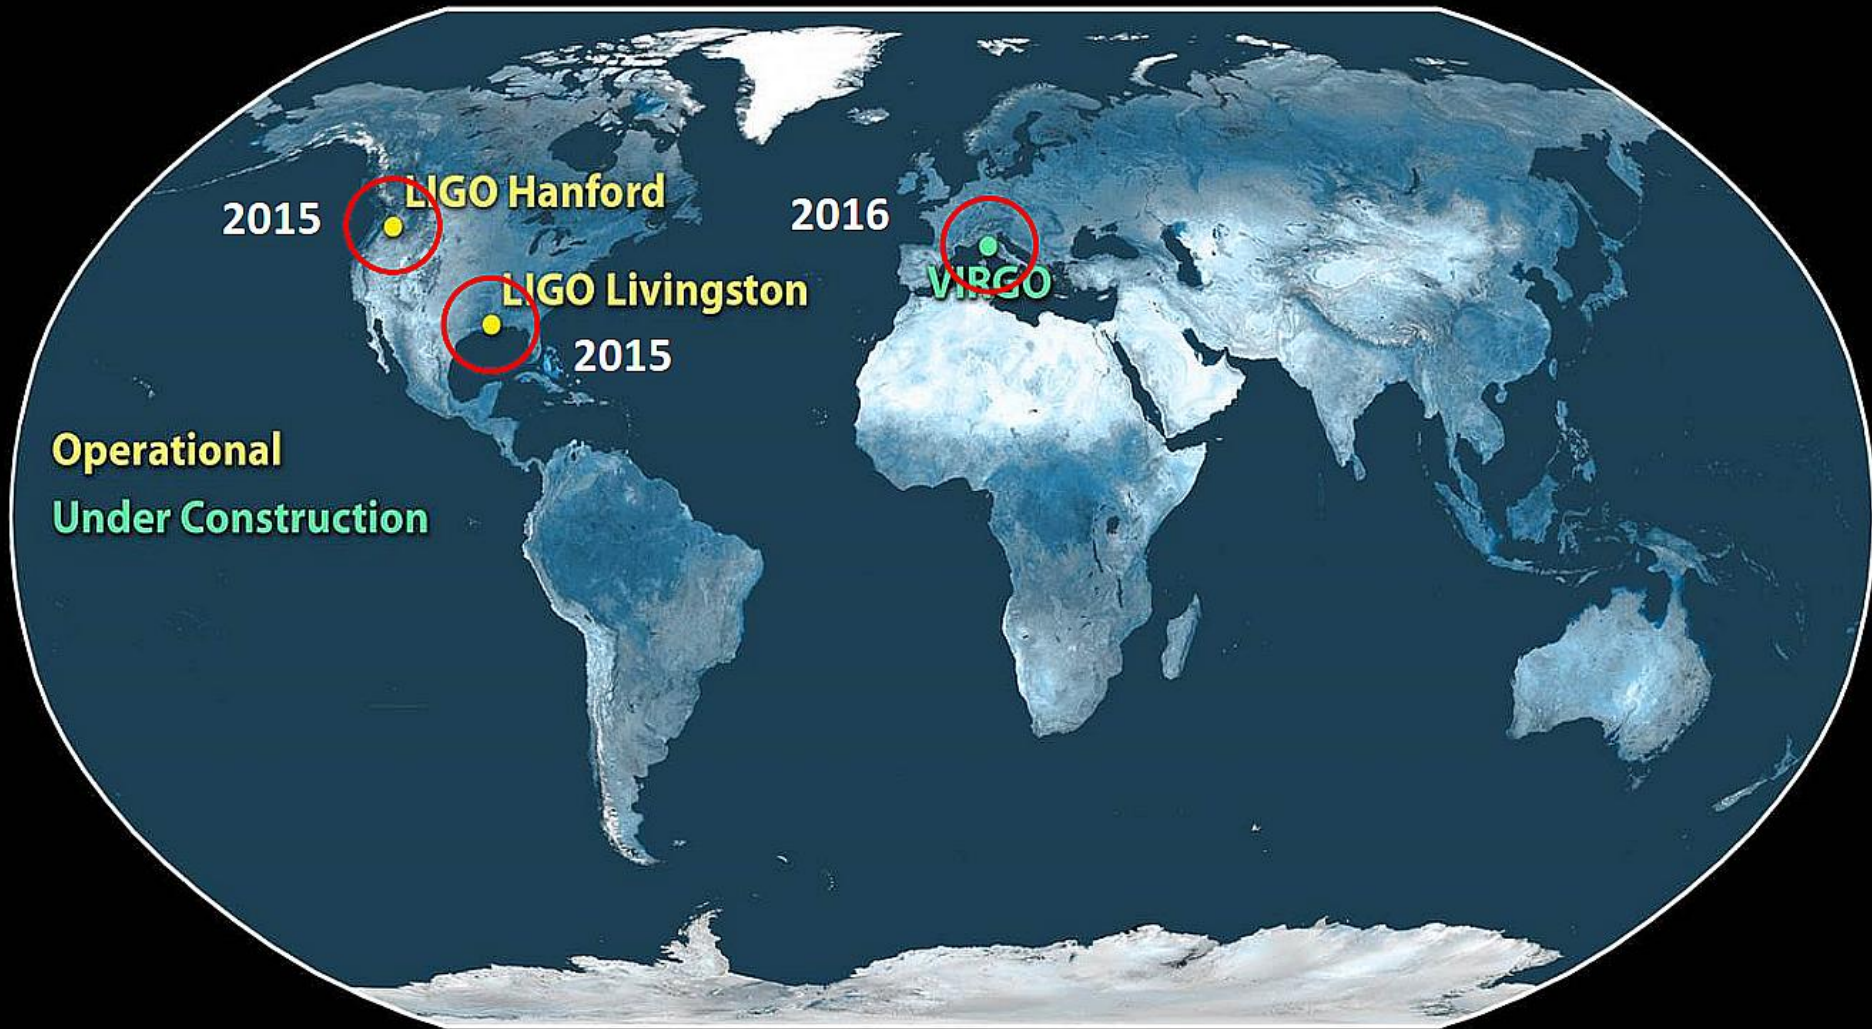 LIGO Hanford
2015
2016
LIGO Livingston
VIRGO
2015
Operational
Under Construction